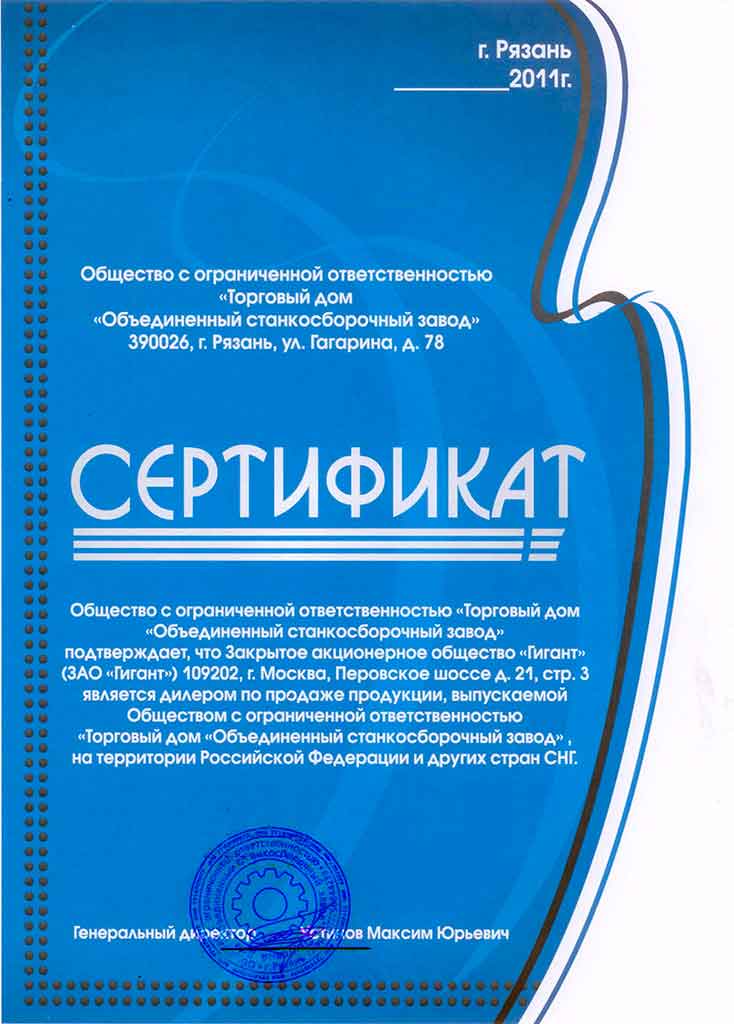 г. Рязань
_________2011г.
Общество с ограниченной ответственностью
«Торговый дом
«Объединенный станкосборочный завод»
390026, г. Рязань, ул. Гагарина, д. 78
СЕРТИФИКАТ
Общество с ограниченной ответственностью «Торговый дом
«Объединенный станкосборочный завод»
подтверждает, что Закрытое акционерное общество «Гигант»
(ЗАО «Гигант») 109202, г. Москва, Перовское шоссе д. 21, стр. 3
является дилером по продаже продукции, выпускаемой
Обществом с ограниченной ответственностью
«Торговый дом «Объединенный станкосборочный завод» ,
на территории Российской Федерации и других стран СНГ.
Генеральный директор Устинов Максим Юрьевич